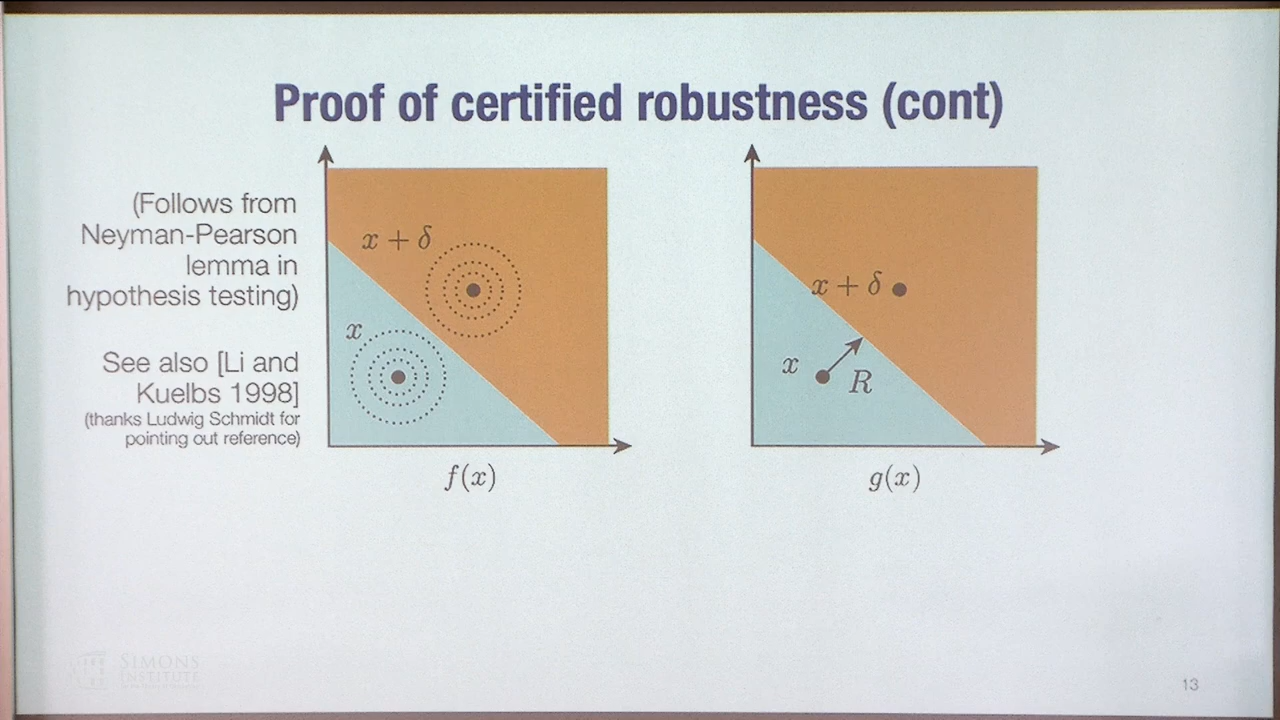 Proof of certified robustness (cont)
(Follows from
Neyman-Pearson
lemma in
hypothesis testing)
See also [Li and
Kuelbs 1998]
(thanks Ludwig Schmidt for
pointing out reference)
x + δ
x
f(x)
x + δ
x
R
g(x)
SIMONS
INSTITUTE
13